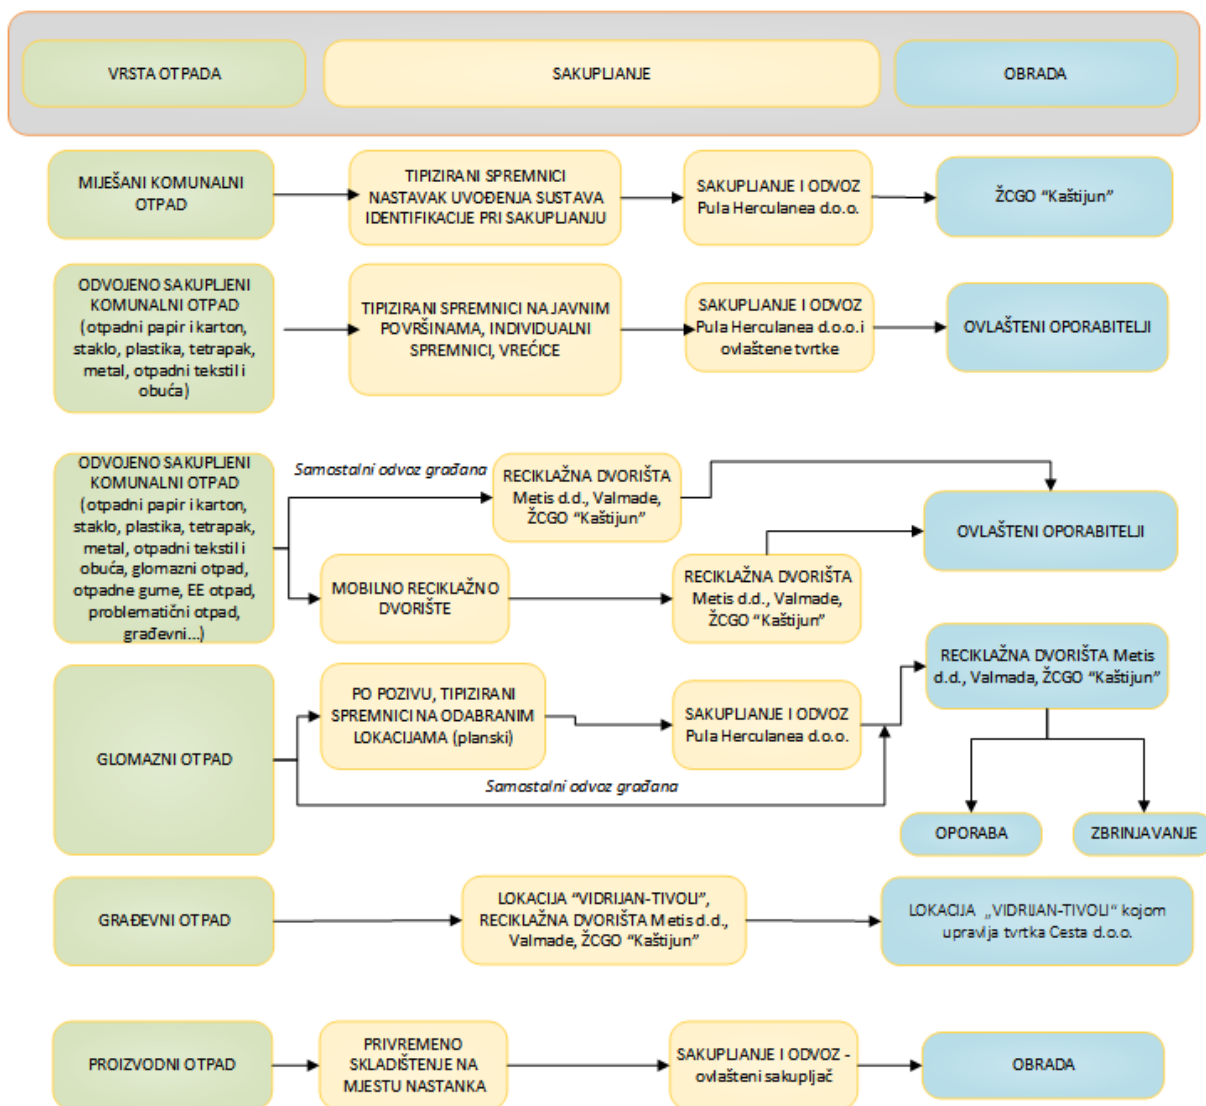 VRSTA OTPADA
SAKUPLJANJE
OBRADA
MIJEŠANI KOMUNALNI
OTPAD
TIPIZIRANI SPREMNICI
NASTAVAK UVOĐENJA SUSTAVA
IDENTIFIKACIJE PRI SAKUPLJANJU
SAKUPLJANJE I ODVOZ
Pula Herculanea d.o.o.
ŽCGO “Kaštijun”
ODVOJENO SAKUPLJENI
KOMUNALNI OTPAD
(otpadni papir i karton,
staklo, plastika, tetrapak,
metal, otpadni tekstil i
obuća)
TIPIZIRANI SPREMNICI NA JAVNIM
POVRŠINAMA, INDIVIDUALNI
SPREMNICI, VREĆICE
SAKUPLJANJE I ODVOZ
Pula Herculanea d.o.o. i
ovlaštene tvrtke
OVLAŠTENI OPORABITELJI
ODVOJENO SAKUPLJENI
KOMUNALNI OTPAD
(otpadni papir i karton,
staklo, plastika, tetrapak,
metal, otpadni tekstil i
obuća, glomazni otpad,
otpadne gume, EE otpad,
problematični otpad,
građevni...)
Samostalni odvoz građana
RECIKLAŽNA DVORIŠTA
Metis d.d., Valmade,
ŽCGO “Kaštijun”
MOBILNO RECIKLAŽNO
DVORIŠTE
RECIKLAŽNA DVORIŠTA
Metis d.d., Valmade,
ŽCGO “Kaštijun”
OVLAŠTENI OPORABITELJI
GLOMAZNI OTPAD
PO POZIVU, TIPIZIRANI
SPREMNICI NA ODABRANIM
LOKACIJAMA (planski)
SAKUPLJANJE I ODVOZ
Pula Herculanea d.o.o.
Samostalni odvoz građana
RECIKLAŽNA DVORIŠTA Metis
d.d., Valmada, ŽCGO “Kaštijun”
OPORABA
ZBRINJAVANJE
GRAĐEVNI OTPAD
LOKACIJA “VIDRIJAN-TIVOLI”,
RECIKLAŽNA DVORIŠTA Metis d.d.,
Valmade, ŽCGO “Kaštijun”
LOKACIJA „VIDRIJAN-TIVOLI“ kojom
upravlja tvrtka Cesta d.o.o.
PROIZVODNI OTPAD
PRIVREMENO
SKLADIŠTENJE NA
MJESTU NASTANKA
SAKUPLJANJE I ODVOZ -
ovlašteni sakupljač
OBRADA